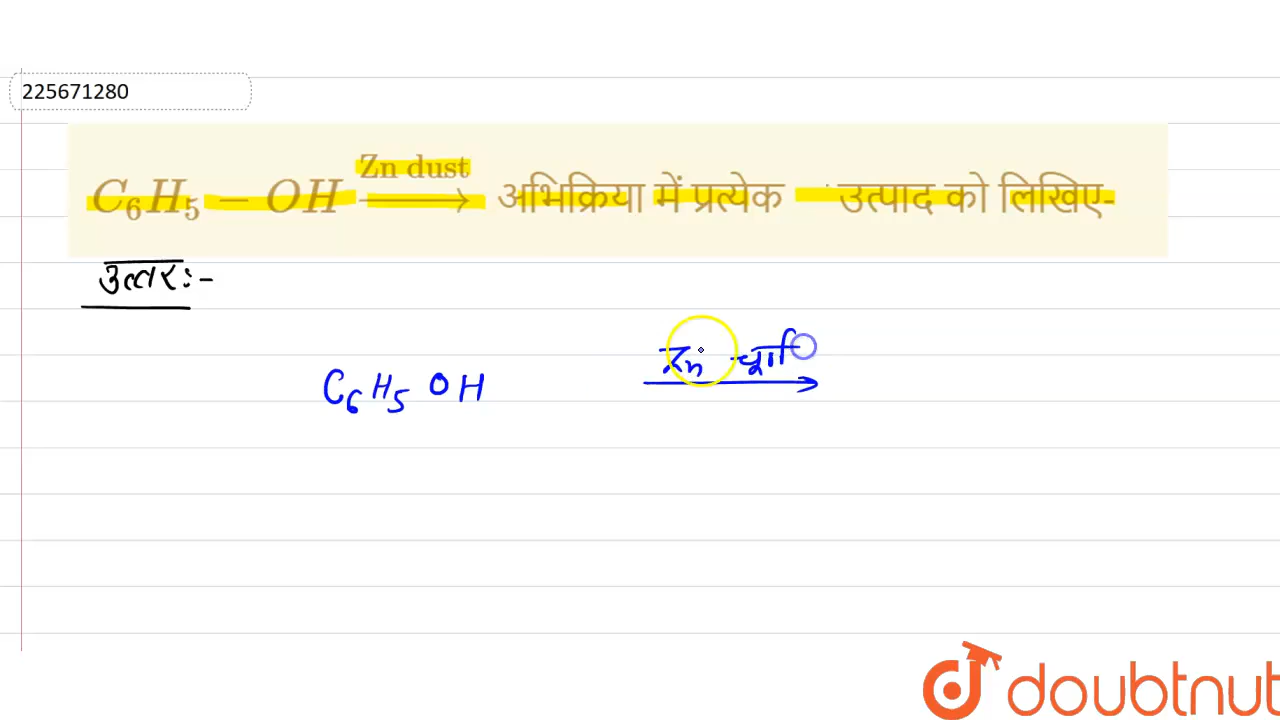 225671280
C₆H₅ − OH Zn dust→ अभिक्रिया में प्रत्येक उत्पाद को लिखिए-
उत्तर:-
C₆H₅OH Zn →
doubtnut